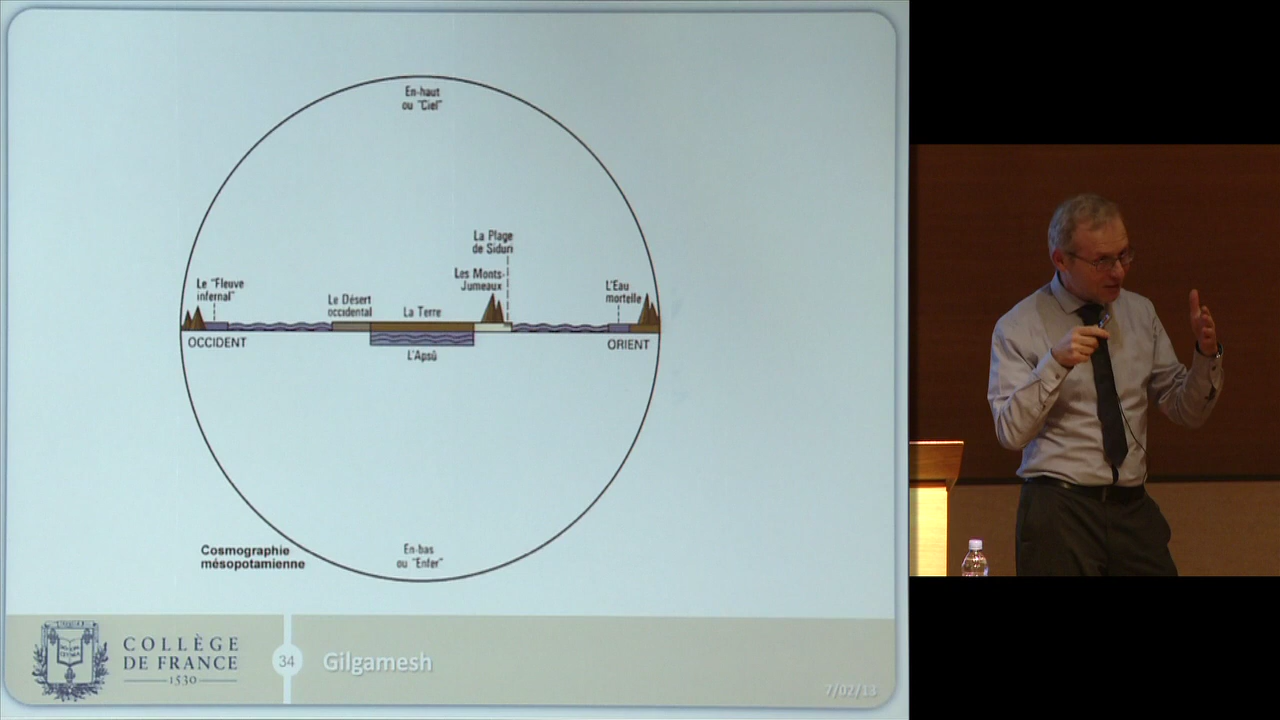 En-haut
ou "Ciel"
La Plage
de Siduri
Les Monts-
Jumeaux
Le "Fleuve
infernal"
L'Eau
mortelle
Le Désert
occidental
La Terre
OCCIDENT
ORIENT
L'Apsû
En-bas
ou "Enfer"
Cosmographie
mésopotamienne
COLLÈGE
DE FRANCE
1530
34
Gilgamesh
7/02/13